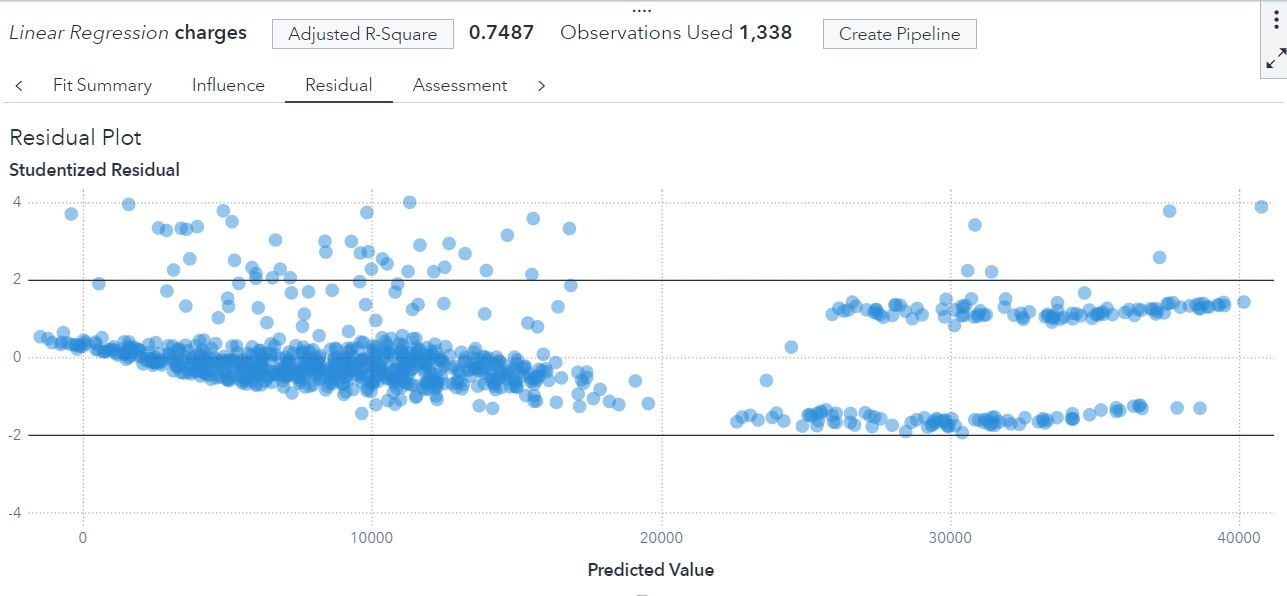 Linear Regression charges Adjusted R-Square 0.7487 Observations Used 1,338 Create Pipeline
< Fit Summary Influence Residual Assessment >
Residual Plot
Studentized Residual
4
2
0
-2
-4
0 10000 20000 30000 40000
Predicted Value